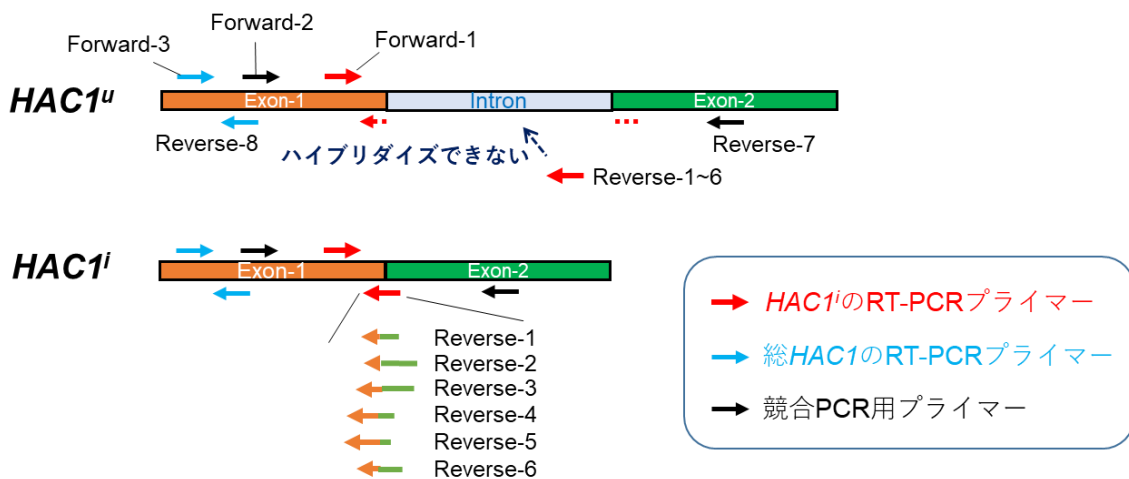 Forward-2
Forward-3
Forward-1
HAC1ᵘ
Exon-1
Intron
Exon-2
Reverse-8
ハイブリダイズできない
Reverse-7
Reverse-1~6
HAC1ⁱ
Exon-1
Exon-2
Reverse-1
Reverse-2
Reverse-3
Reverse-4
Reverse-5
Reverse-6
HAC1ⁱのRT-PCRプライマー
総HAC1のRT-PCRプライマー
競合PCR用プライマー